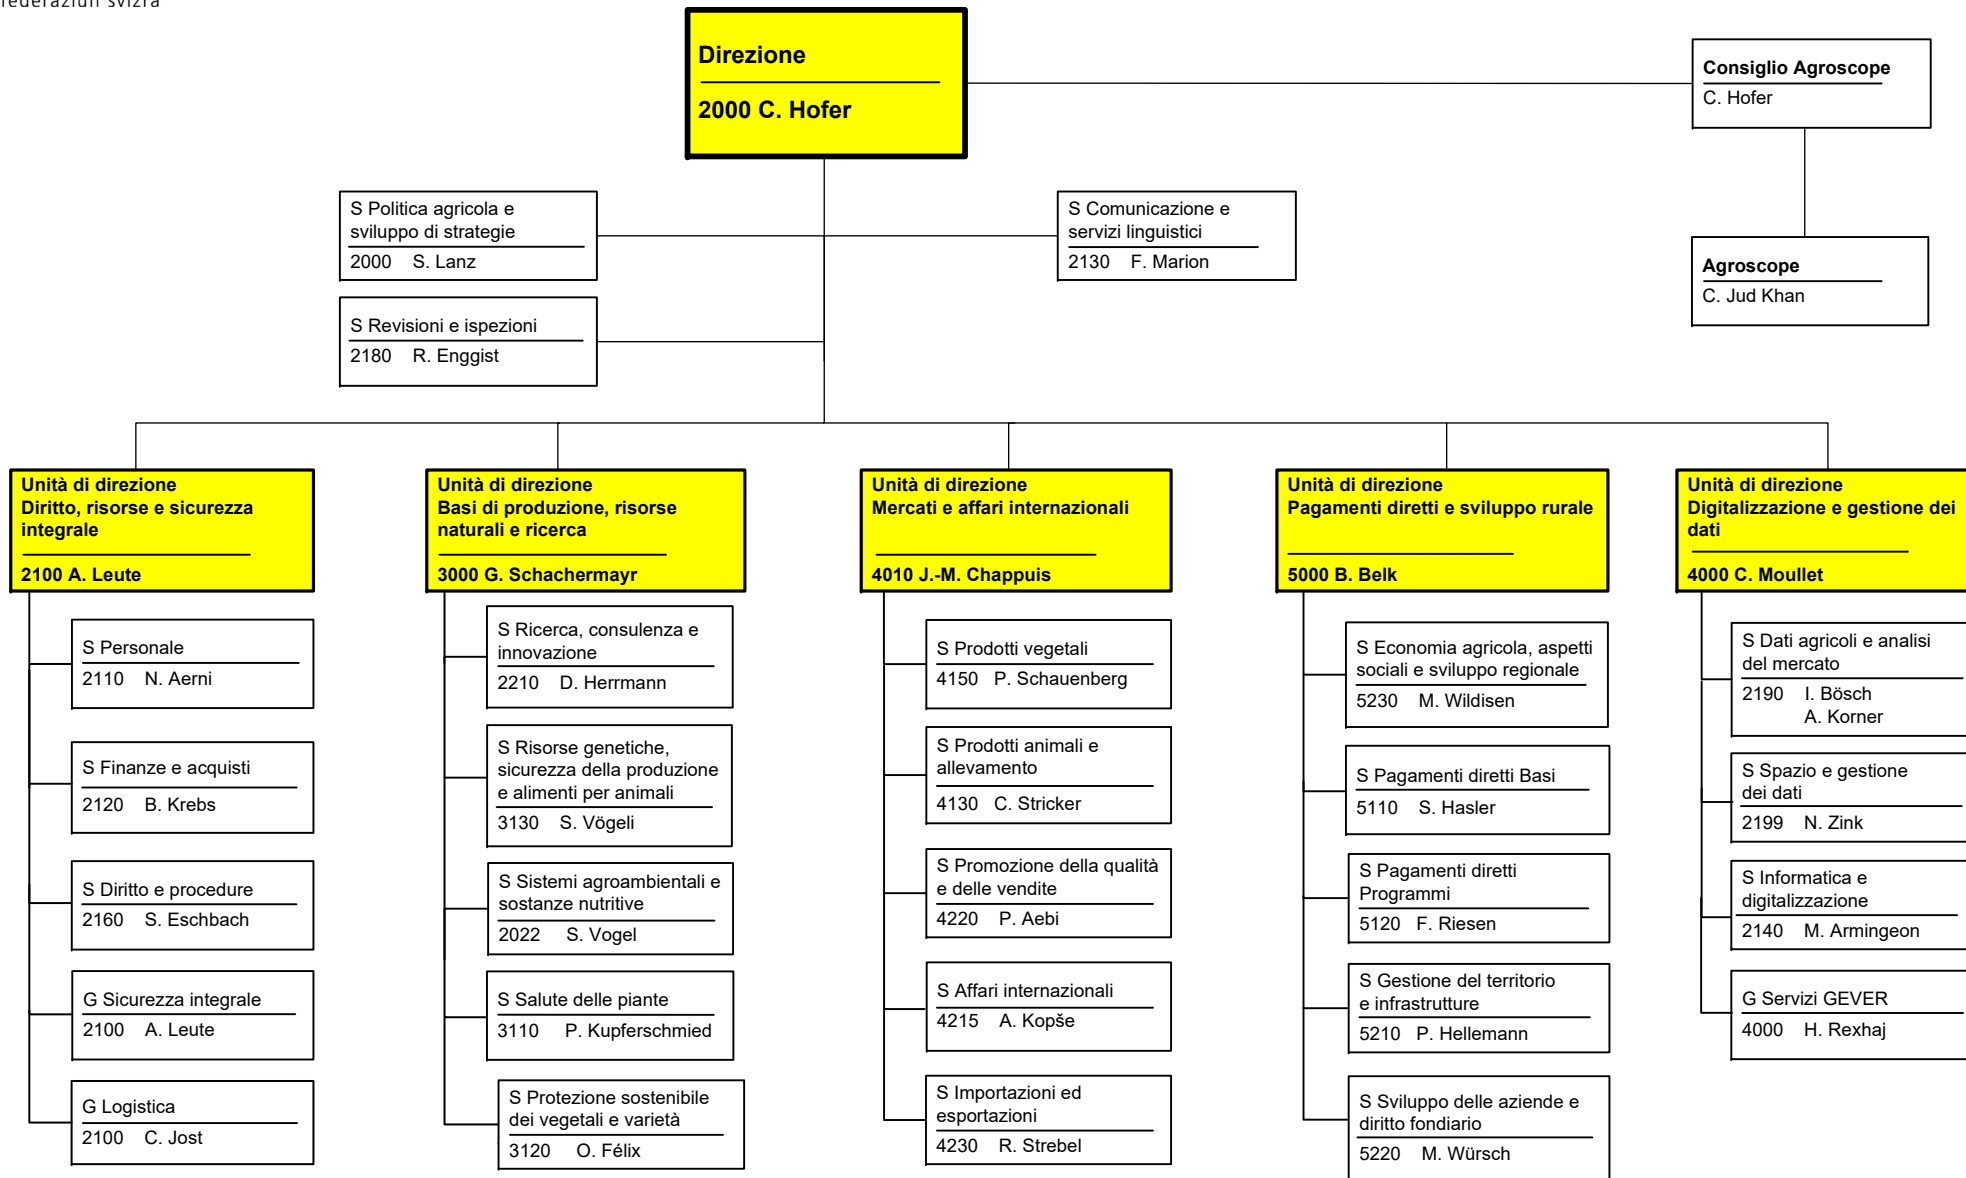 federaziun svizra
Direzione
2000 C. Hofer
Consiglio Agroscope
C. Hofer
S Politica agricola e
sviluppo di strategie
2000 S. Lanz
S Comunicazione e
servizi linguistici
2130 F. Marion
Agroscope
C. Jud Khan
S Revisioni e ispezioni
2180 R. Enggist
Unità di direzione
Diritto, risorse e sicurezza
integrale
2100 A. Leute
S Personale
2110 N. Aerni
S Finanze e acquisti
2120 B. Krebs
S Diritto e procedure
2160 S. Eschbach
G Sicurezza integrale
2100 A. Leute
G Logistica
2100 C. Jost
Unità di direzione
Basi di produzione, risorse
naturali e ricerca
3000 G. Schachermayr
S Ricerca, consulenza e
innovazione
2210 D. Herrmann
S Risorse genetiche,
sicurezza della produzione
e alimenti per animali
3130 S. Vögeli
S Sistemi agroambientali e
sostanze nutritive
2022 S. Vogel
S Salute delle piante
3110 P. Kupferschmied
S Protezione sostenibile
dei vegetali e varietà
3120 O. Félix
Unità di direzione
Mercati e affari internazionali
4010 J.-M. Chappuis
S Prodotti vegetali
4150 P. Schauenberg
S Prodotti animali e
allevamento
4130 C. Stricker
S Promozione della qualità
e delle vendite
4220 P. Aebi
S Affari internazionali
4215 A. Kopše
S Importazioni ed
esportazioni
4230 R. Strebel
Unità di direzione
Pagamenti diretti e sviluppo rurale
5000 B. Belk
S Economia agricola, aspetti
sociali e sviluppo regionale
5230 M. Wildisen
S Pagamenti diretti Basi
5110 S. Hasler
S Pagamenti diretti
Programmi
5120 F. Riesen
S Gestione del territorio
e infrastrutture
5210 P. Hellemann
S Sviluppo delle aziende e
diritto fondiario
5220 M. Würsch
Unità di direzione
Digitalizzazione e gestione dei
dati
4000 C. Moullet
S Dati agricoli e analisi
del mercato
2190 I. Bösch
A. Korner
S Spazio e gestione
dei dati
2199 N. Zink
S Informatica e
digitalizzazione
2140 M. Armingeon
G Servizi GEVER
4000 H. Rexhaj